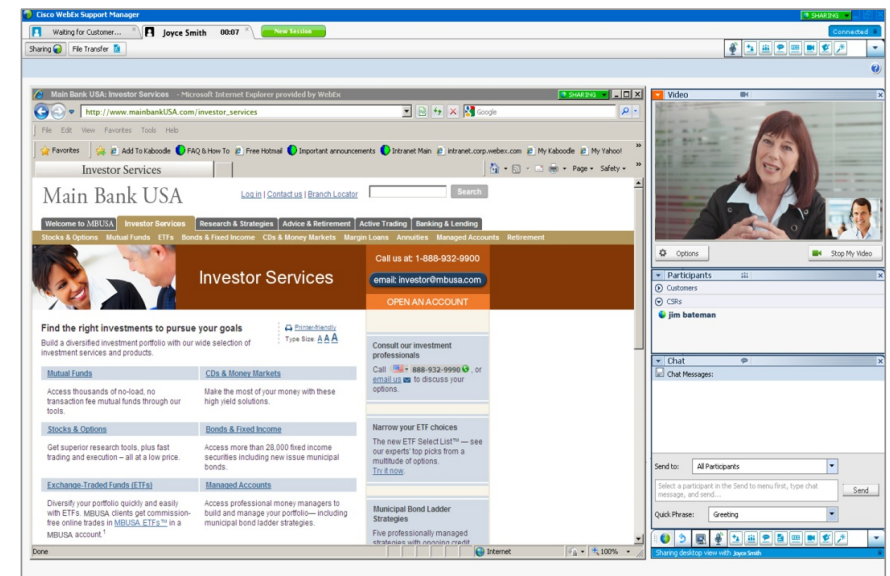 Cisco WebEx Support Manager
SHARING
Waiting for Customer...
Joyce Smith 00:07
New Session
Connected
Sharing
File Transfer
Main Bank USA: Investor Services - Microsoft Internet Explorer provided by WebEx
SHARING
http://www.mainbankUSA.com/investor_services
Google
File Edit View Favorites Tools Help
Favorites Add To Kaboodle FAQ & How To Free Hotmail Important announcements Intranet Main intranet.corp.webex.com My Kaboodle My Yahoo!
Investor Services
Page Safety
Main Bank USA
Log in | Contact us | Branch Locator
Search
Welcome to MBUSA Investor Services Research & Strategies Advice & Retirement Active Trading Banking & Lending
Stocks & Options Mutual Funds ETFs Bonds & Fixed Income CDs & Money Markets Margin Loans Annuities Managed Accounts Retirement
Investor Services
Call us at: 1-888-932-9900
email: investor@mbusa.com
OPEN AN ACCOUNT
Find the right investments to pursue your goals
Build a diversified investment portfolio with our wide selection of
investment services and products.
Printer-friendly
Type Size: A A A
Mutual Funds
Access thousands of no-load, no
transaction fee mutual funds through our
tools.
CDs & Money Markets
Make the most of your money with these
high yield solutions.
Stocks & Options
Get superior research tools, plus fast
trading and execution – all at a low price.
Bonds & Fixed Income
Access more than 28,000 fixed income
securities including new issue municipal
bonds.
Exchange-Traded Funds (ETFs)
Diversify your portfolio quickly and easily
with ETFs. MBUSA clients get commission-
free online trades in MBUSA ETFs™ in a
MBUSA account.†
Managed Accounts
Access professional money managers to
build and manage your portfolio— including
municipal bond ladder strategies.
Consult our investment
professionals
Call 888-932-9990, or
email us to discuss your
options.
Narrow your ETF choices
The new ETF Select List™ — see
our experts' top picks from a
multitude of options.
Try it now.
Municipal Bond Ladder
Strategies
Five professionally managed
strategies with ongoing credit
Done
Internet
100%
Video
Options
Stop My Video
Participants
Customers
CSRs
jim bateman
Chat
Chat Messages:
Send to: All Participants
Select a participant in the Send to menu first, type chat
message, and send...
Send
Quick Phrase: Greeting
Sharing desktop view with Joyce Smith